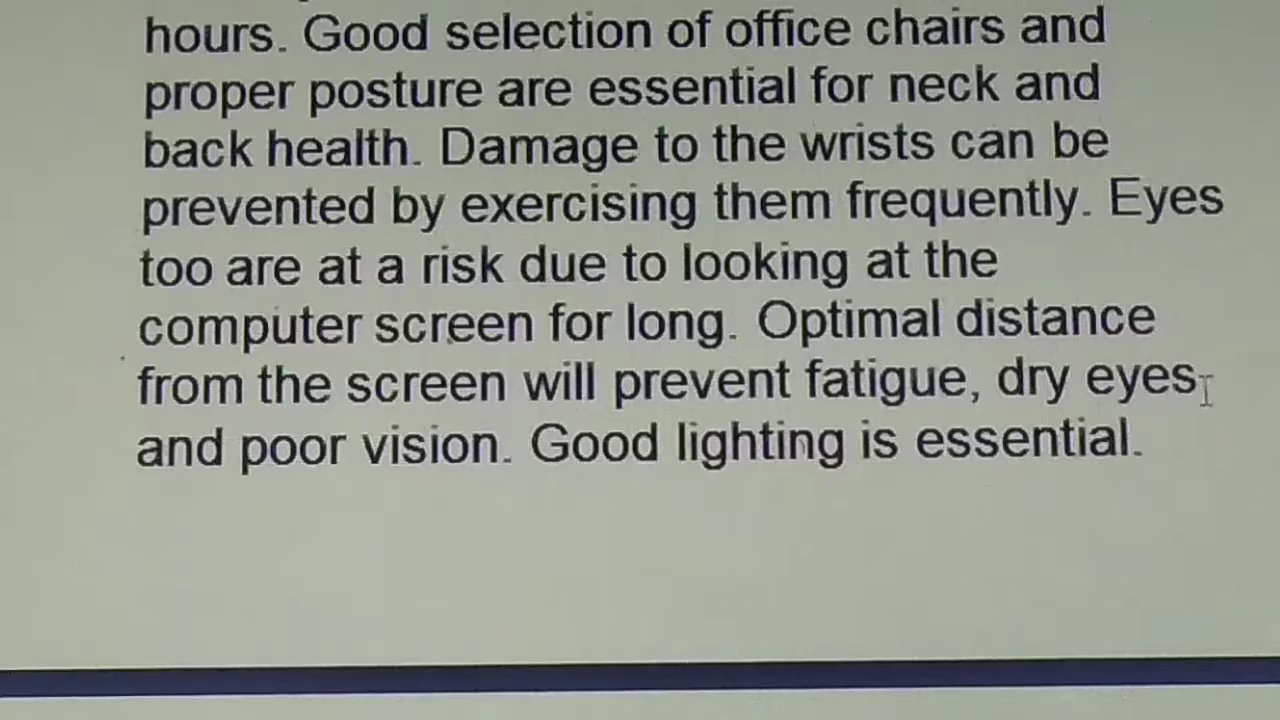 hours. Good selection of office chairs and
proper posture are essential for neck and
back health. Damage to the wrists can be
prevented by exercising them frequently. Eyes
too are at a risk due to looking at the
computer screen for long. Optimal distance
from the screen will prevent fatigue, dry eyes
and poor vision. Good lighting is essential.